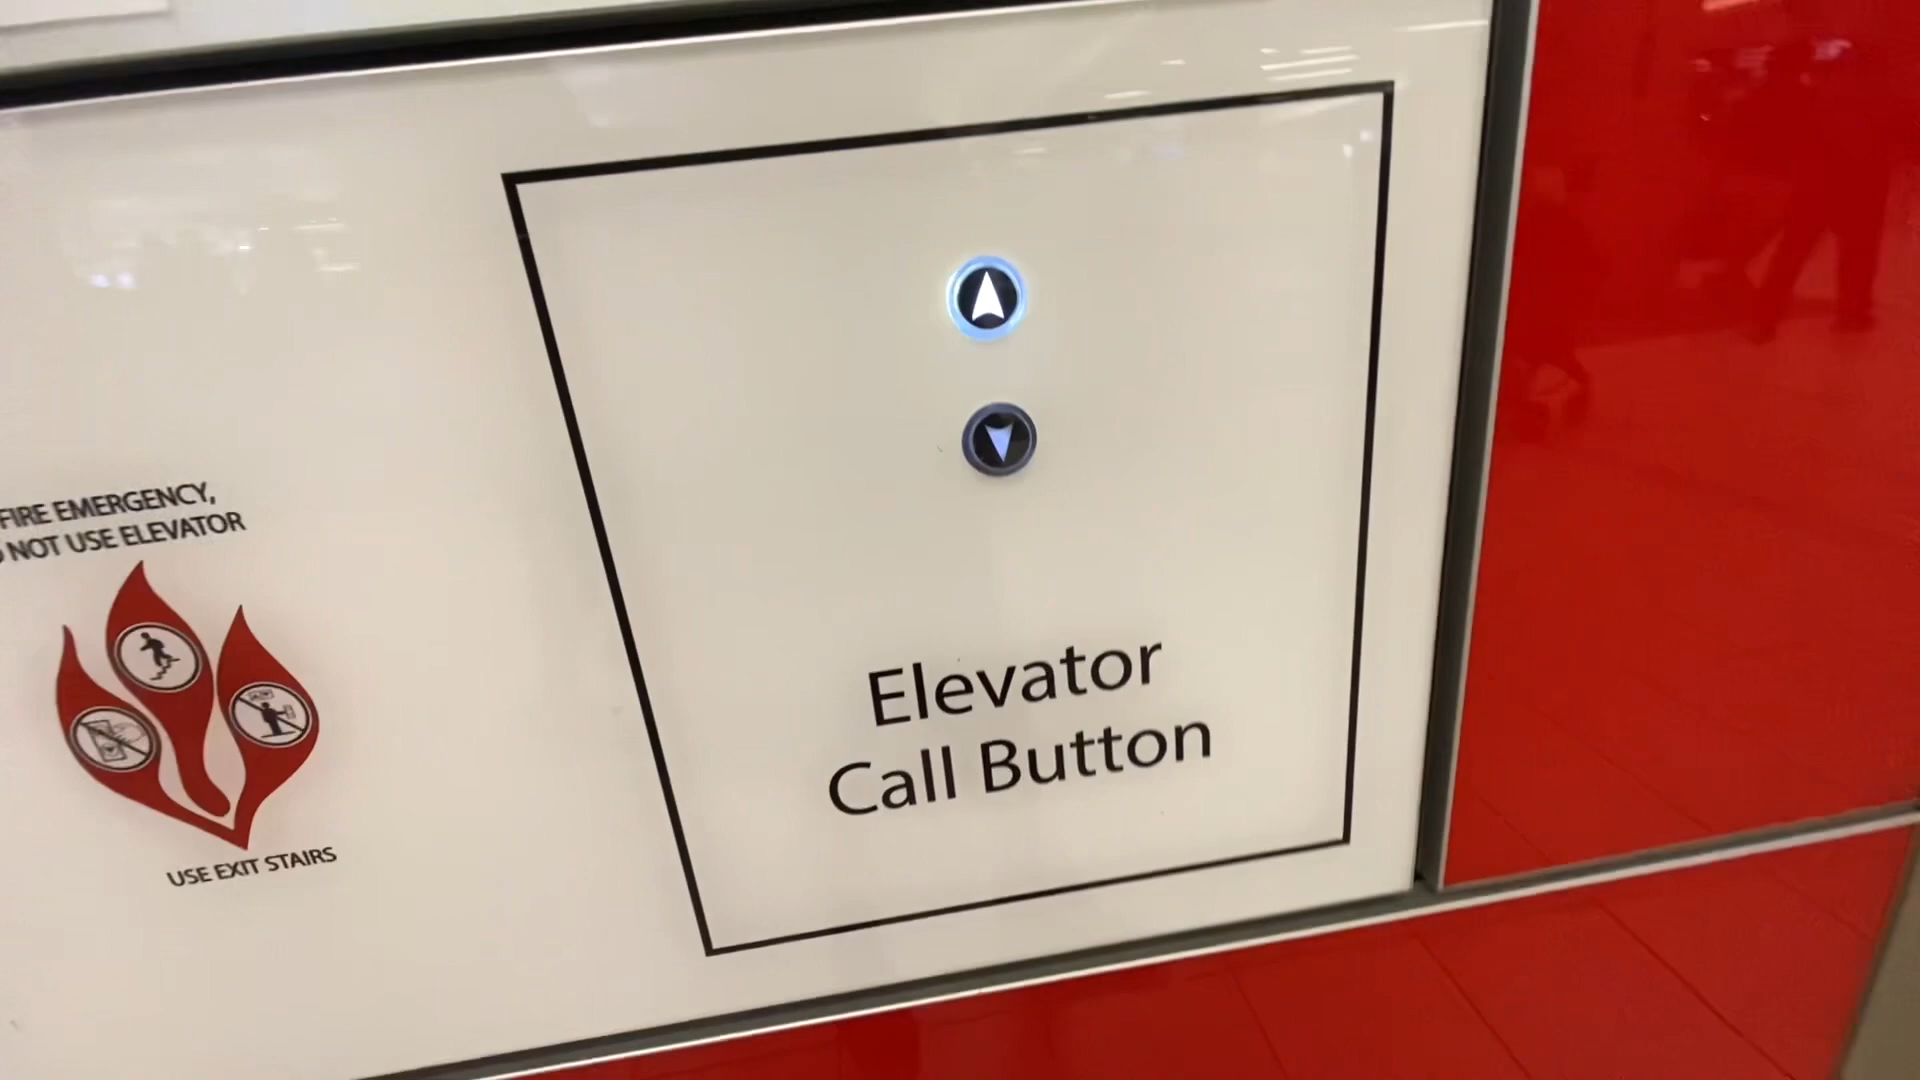 FIRE EMERGENCY,
NOT USE ELEVATOR
USE EXIT STAIRS
Elevator
Call Button